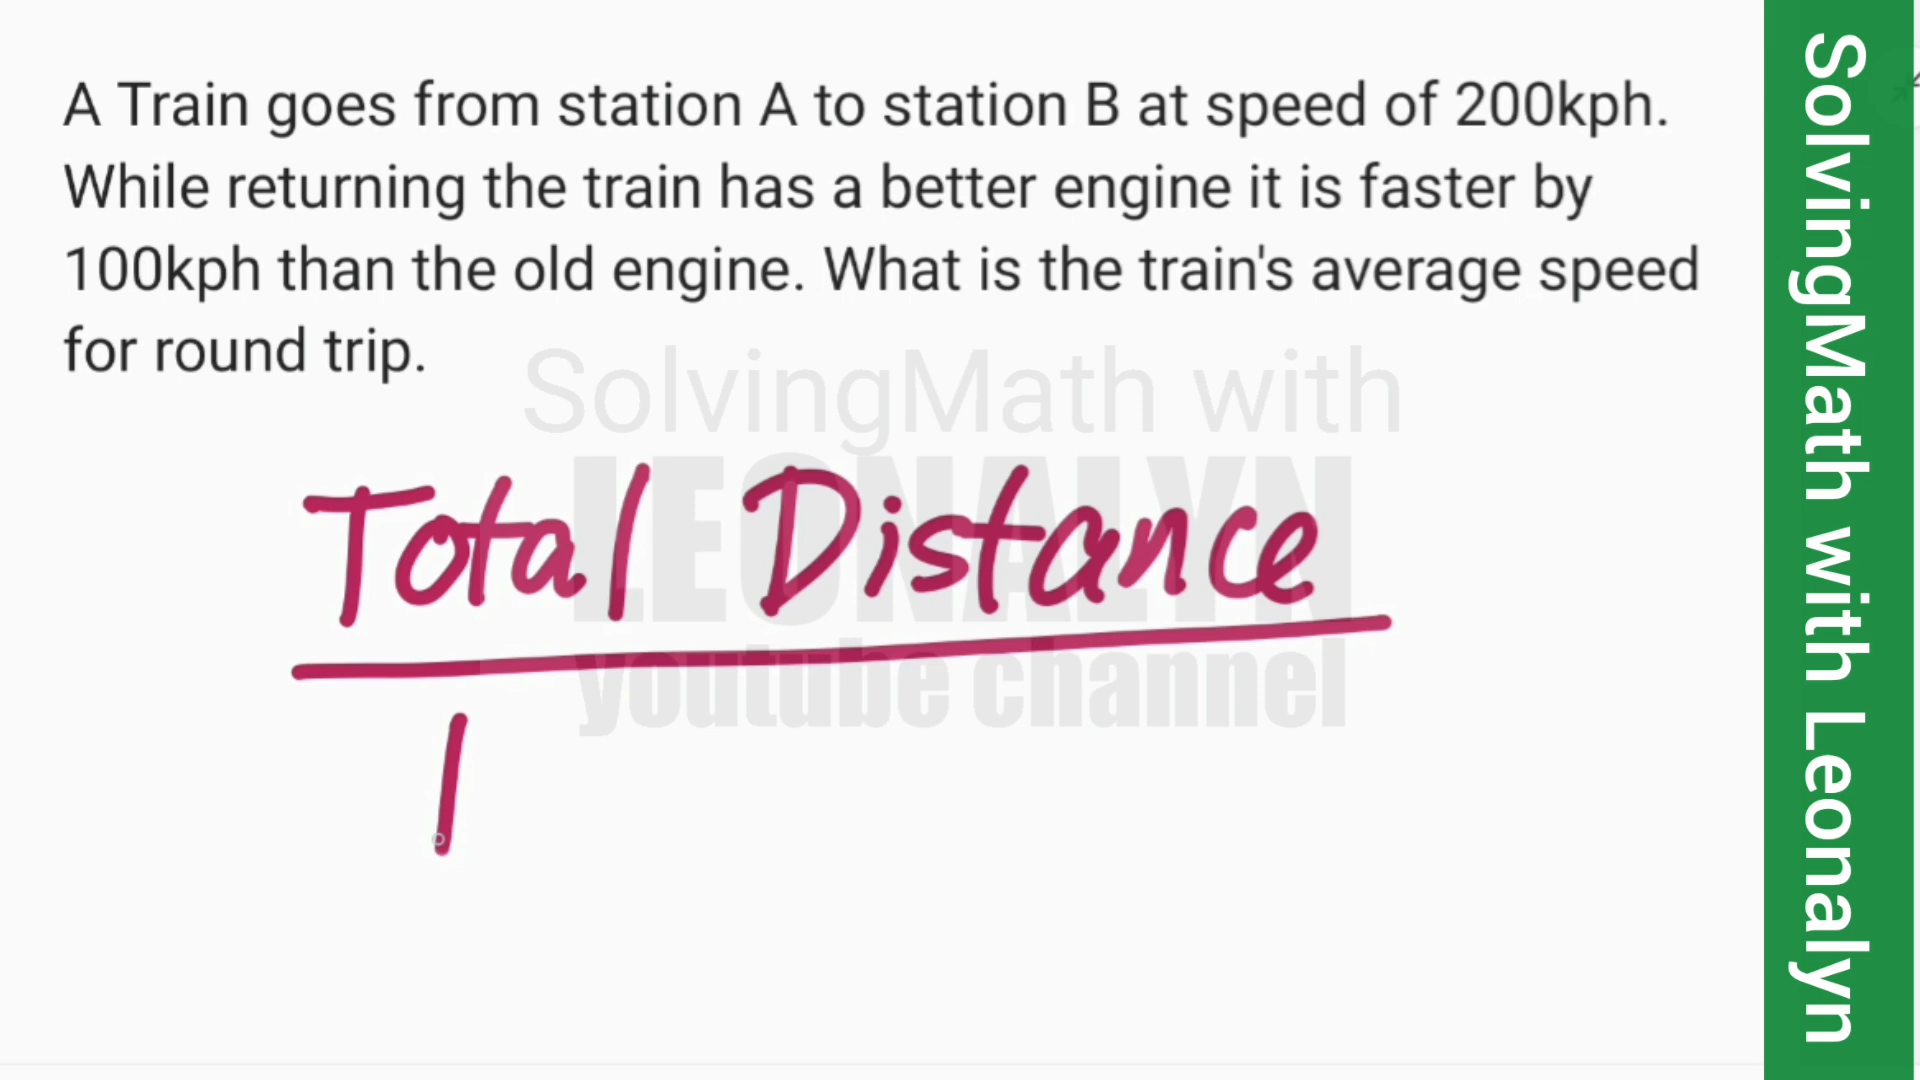 A Train goes from station A to station B at speed of 200kph.
While returning the train has a better engine it is faster by
100kph than the old engine. What is the train's average speed
for round trip.
SolvingMath with
LEONALYN
youtube channel
Total Distance
SolvingMath with Leonalyn